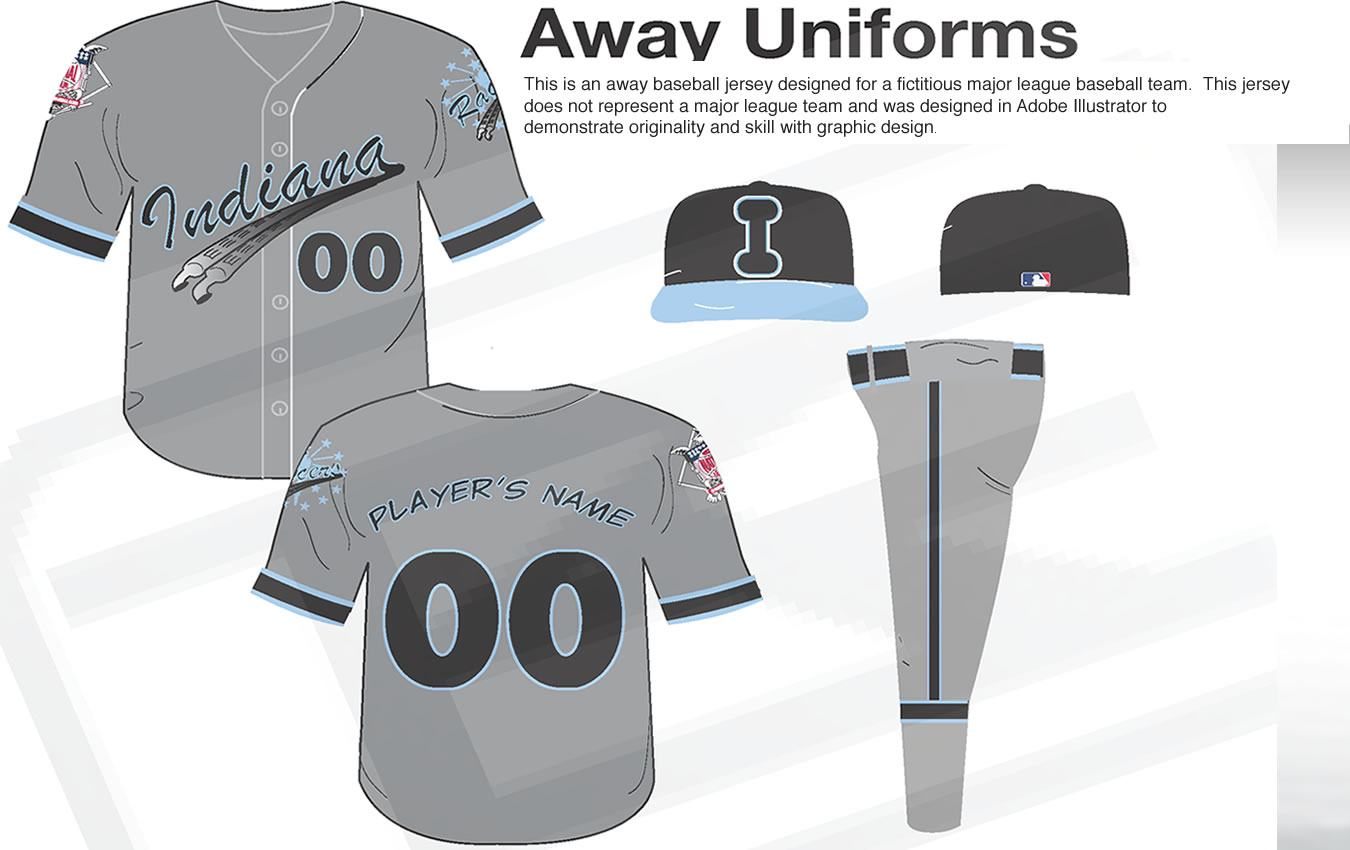 Away Uniforms
This is an away baseball jersey designed for a fictitious major league baseball team.  This jersey
does not represent a major league team and was designed in Adobe Illustrator to
demonstrate originality and skill with graphic design.
Rac
Indiana
00
I
cers
PLAYER'S NAME
00